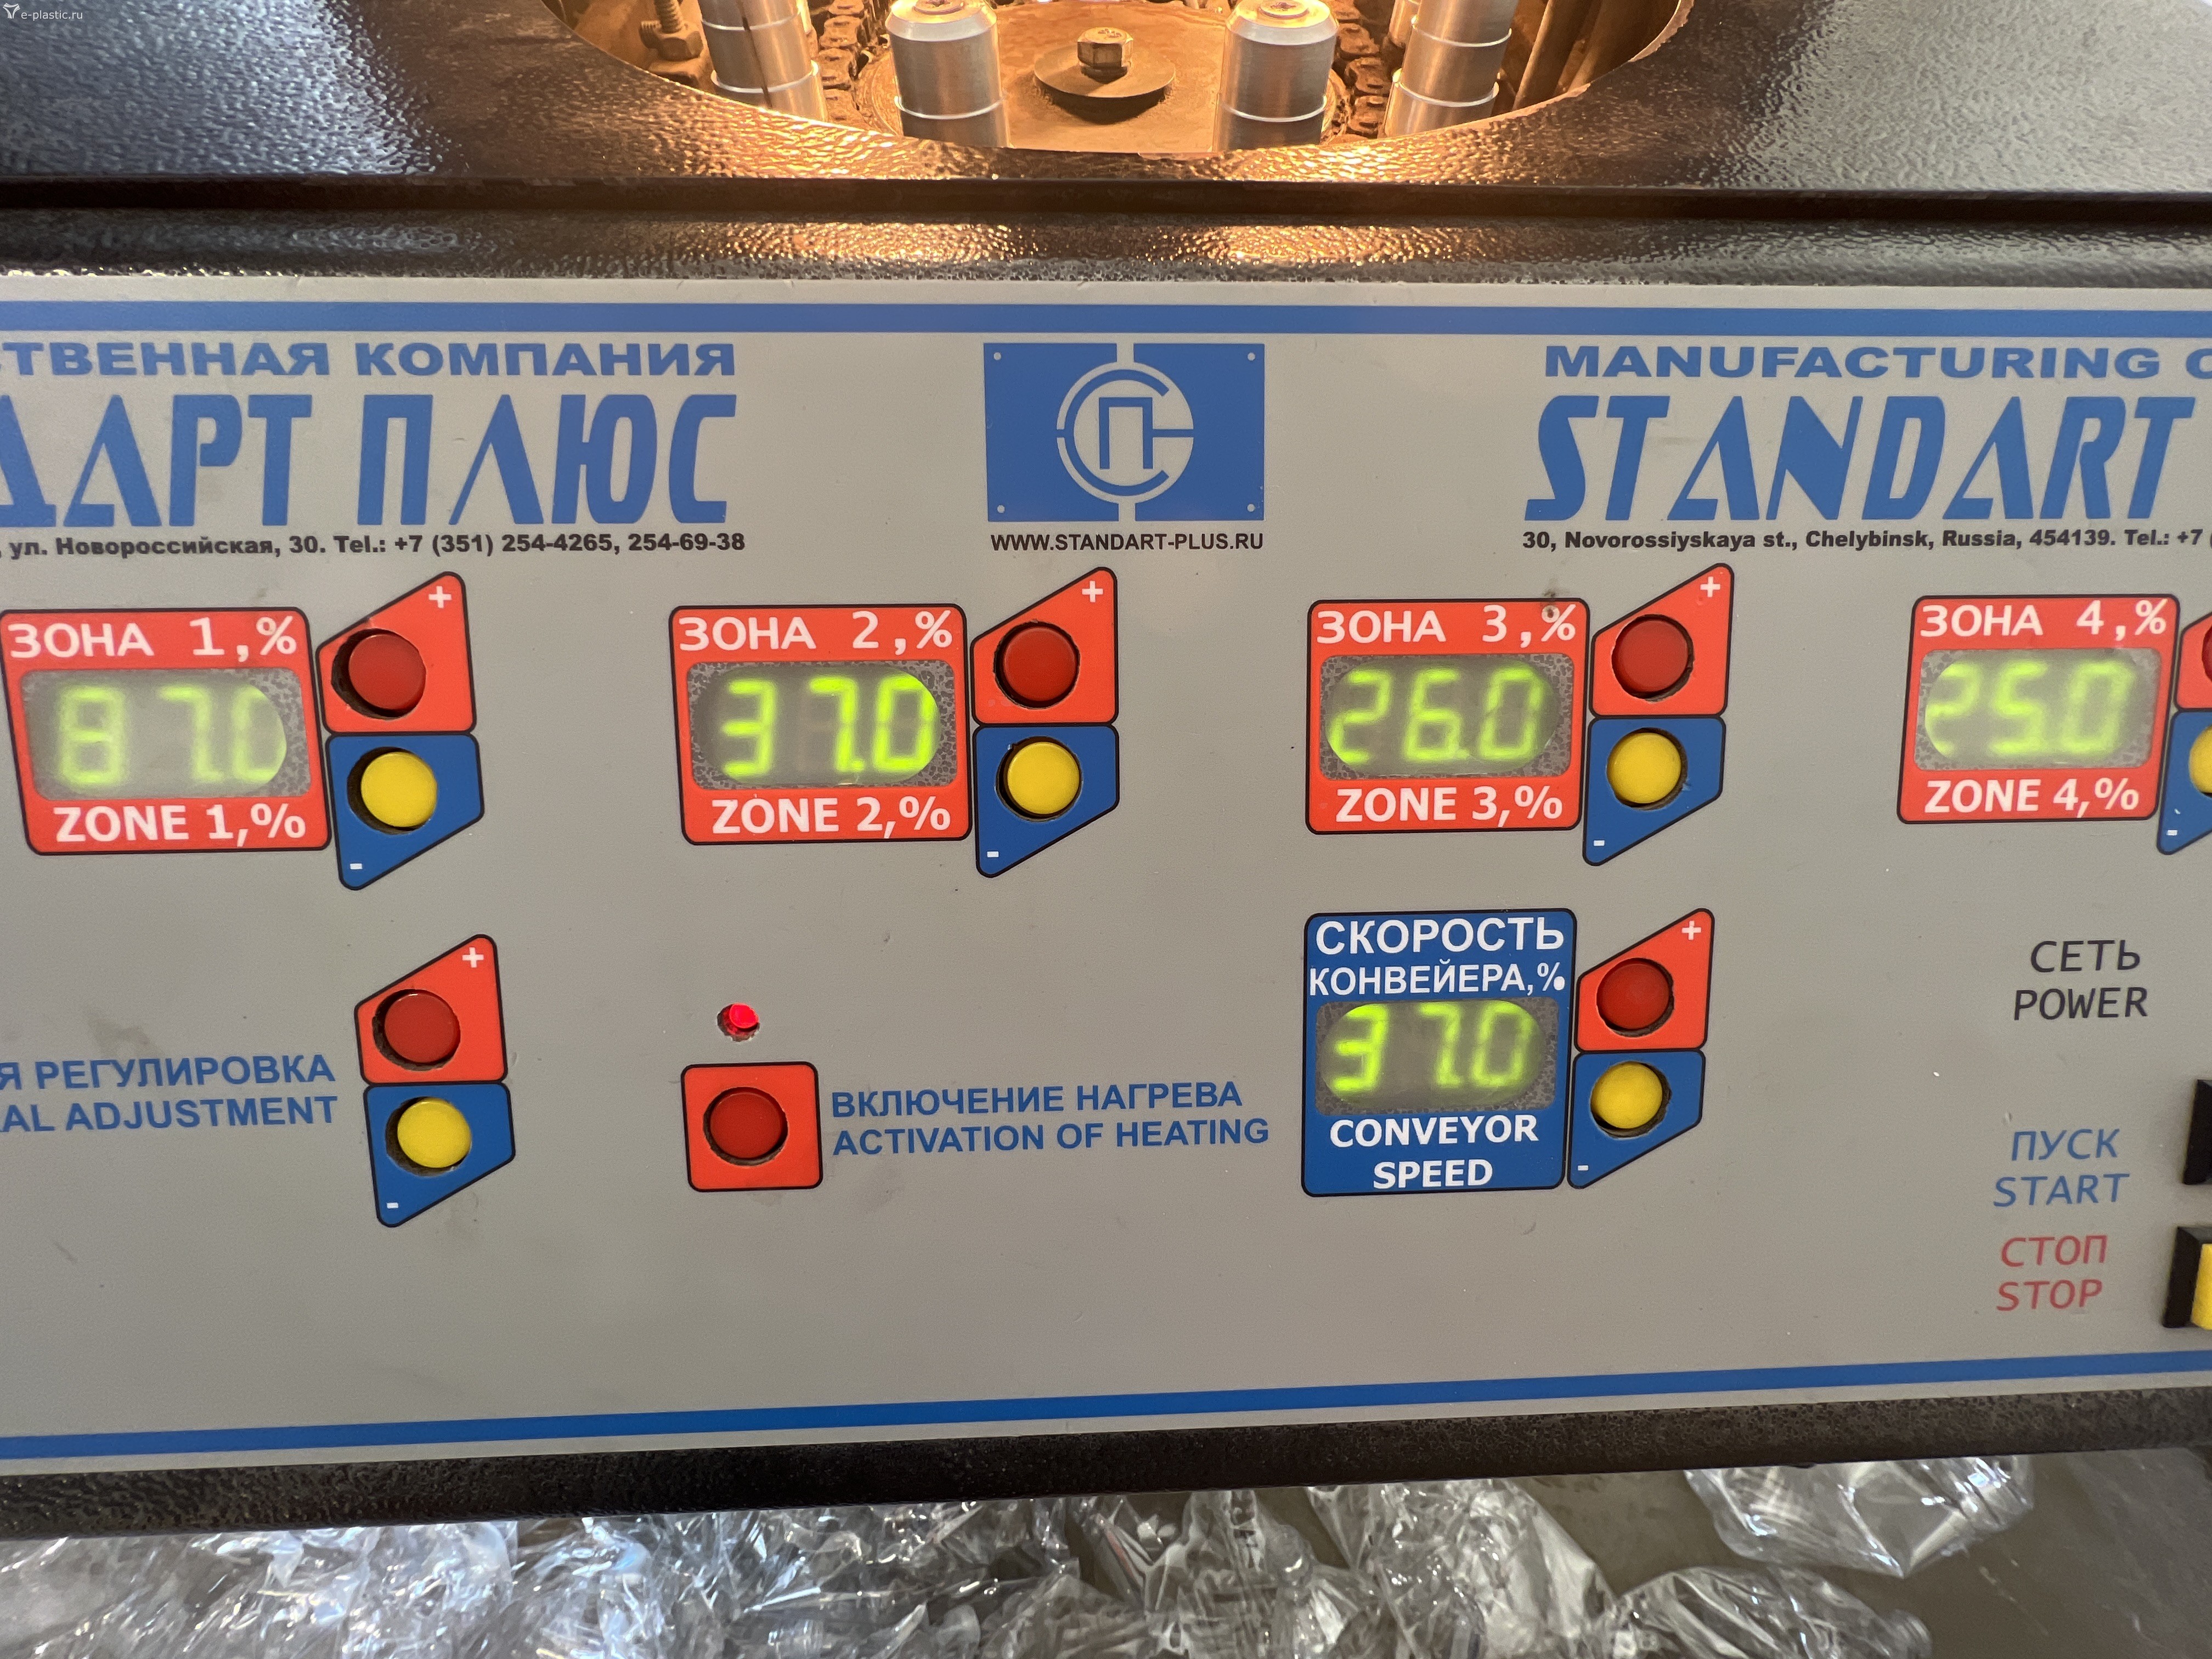 e-plastic.ru
ТВЕННАЯ КОМПАНИЯ
ДАРТ ПЛЮС
ул. Новороссийская, 30. Tel.: +7 (351) 254-4265, 254-69-38
СП
WWW.STANDART-PLUS.RU
MANUFACTURING C
STANDART
30, Novorossiyskaya st., Chelybinsk, Russia, 454139. Tel.: +7 (
ЗОНА 1,%
87.0
ZONE 1,%
+
-
ЗОНА 2,%
37.0
ZONE 2,%
+
-
ЗОНА 3,%
26.0
ZONE 3,%
+
-
ЗОНА 4,%
25.0
ZONE 4,%
-
Я РЕГУЛИРОВКА
AL ADJUSTMENT
+
-
ВКЛЮЧЕНИЕ НАГРЕВА
ACTIVATION OF HEATING
СКОРОСТЬ
КОНВЕЙЕРА,%
37.0
CONVEYOR
SPEED
+
-
СЕТЬ
POWER
ПУСК
START
СТОП
STOP